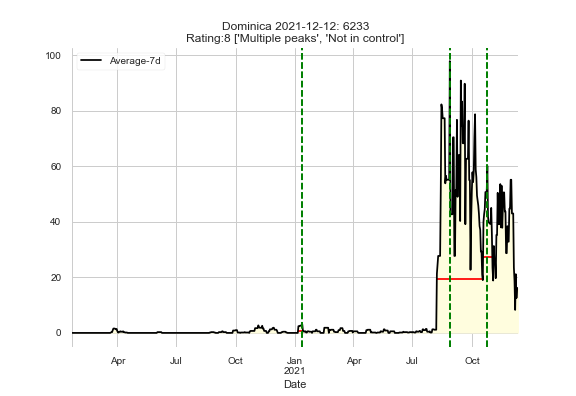 Dominica 2021-12-12: 6233
Rating:8 ['Multiple peaks', 'Not in control']
Average-7d
100
80
60
40
20
0
Apr Jul Oct Jan Apr Jul Oct
2021
Date